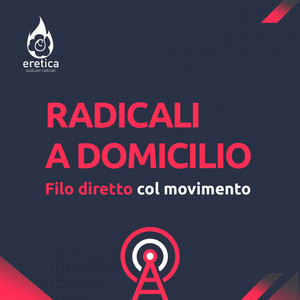 eretica
podcast radicali
RADICALI
A DOMICILIO
Filo diretto col movimento